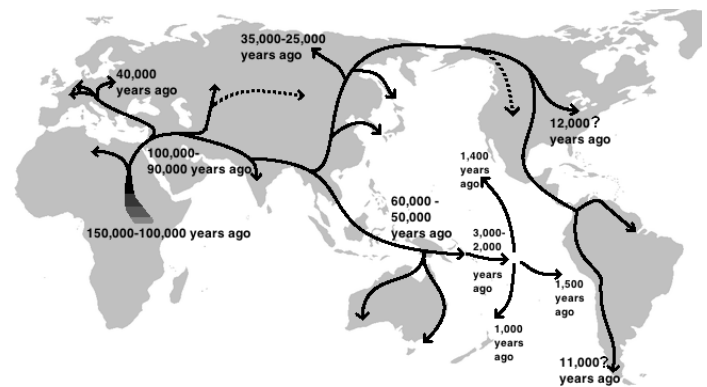 35,000-25,000
years ago
40,000
years ago
12,000?
years ago
100,000-
90,000 years ago
1,400
years
ago
60,000 -
50,000
years ago
150,000-100,000 years ago
3,000-
2,000
years
ago
1,500
years
ago
1,000
years
ago
11,000?
years ago